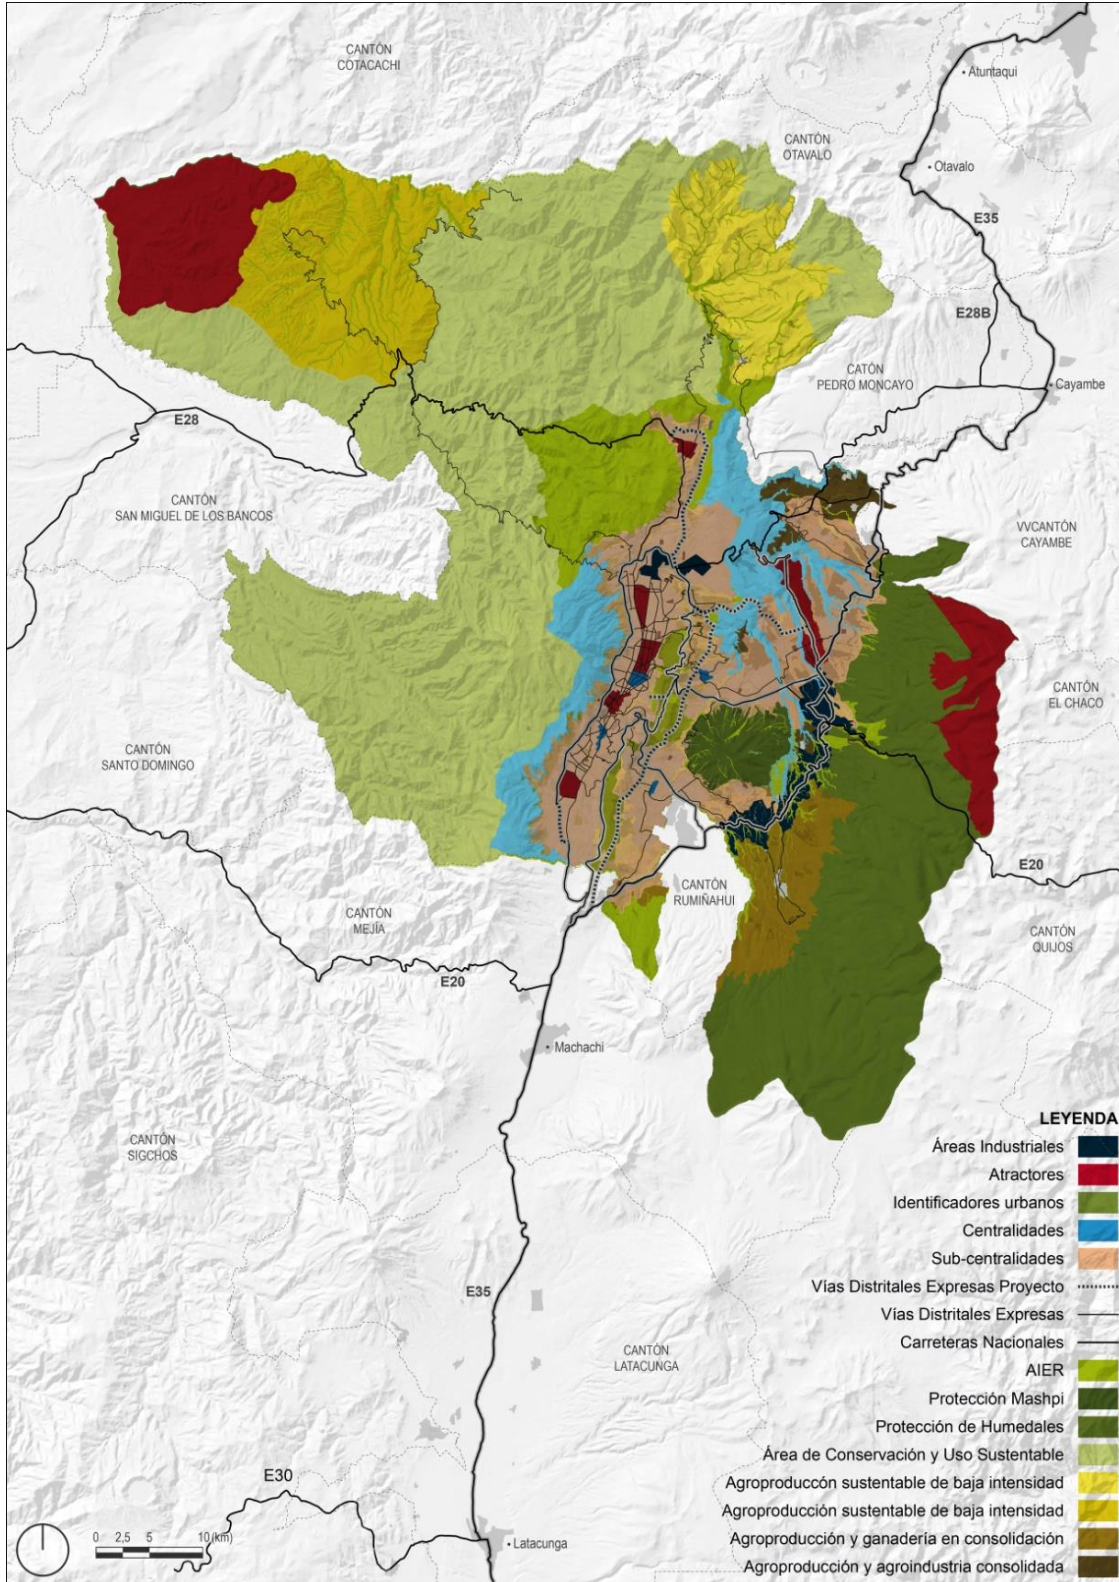 CANTÓN
COTACACHI
Atuntaqui
CANTÓN
OTAVALO
Otavalo
E35
E28B
CATÓN
PEDRO MONCAYO
Cayambe
E28
CANTÓN
SAN MIGUEL DE LOS BANCOS
VVCANTÓN
CAYAMBE
CANTÓN
EL CHACO
CANTÓN
SANTO DOMINGO
E20
CANTÓN
RUMIÑAHUI
CANTÓN
MEJÍA
CANTÓN
QUIJOS
E20
Machachi
CANTÓN
SIGCHOS
E35
CANTÓN
LATACUNGA
E30
0 2,5 5 10 (km)
Latacunga
LEYENDA
Áreas Industriales
Atractores
Identificadores urbanos
Centralidades
Sub-centralidades
Vías Distritales Expresas Proyecto
Vías Distritales Expresas
Carreteras Nacionales
AIER
Protección Mashpi
Protección de Humedales
Área de Conservación y Uso Sustentable
Agroproduccón sustentable de baja intensidad
Agroproducción sustentable de baja intensidad
Agroproducción y ganadería en consolidación
Agroproducción y agroindustria consolidada